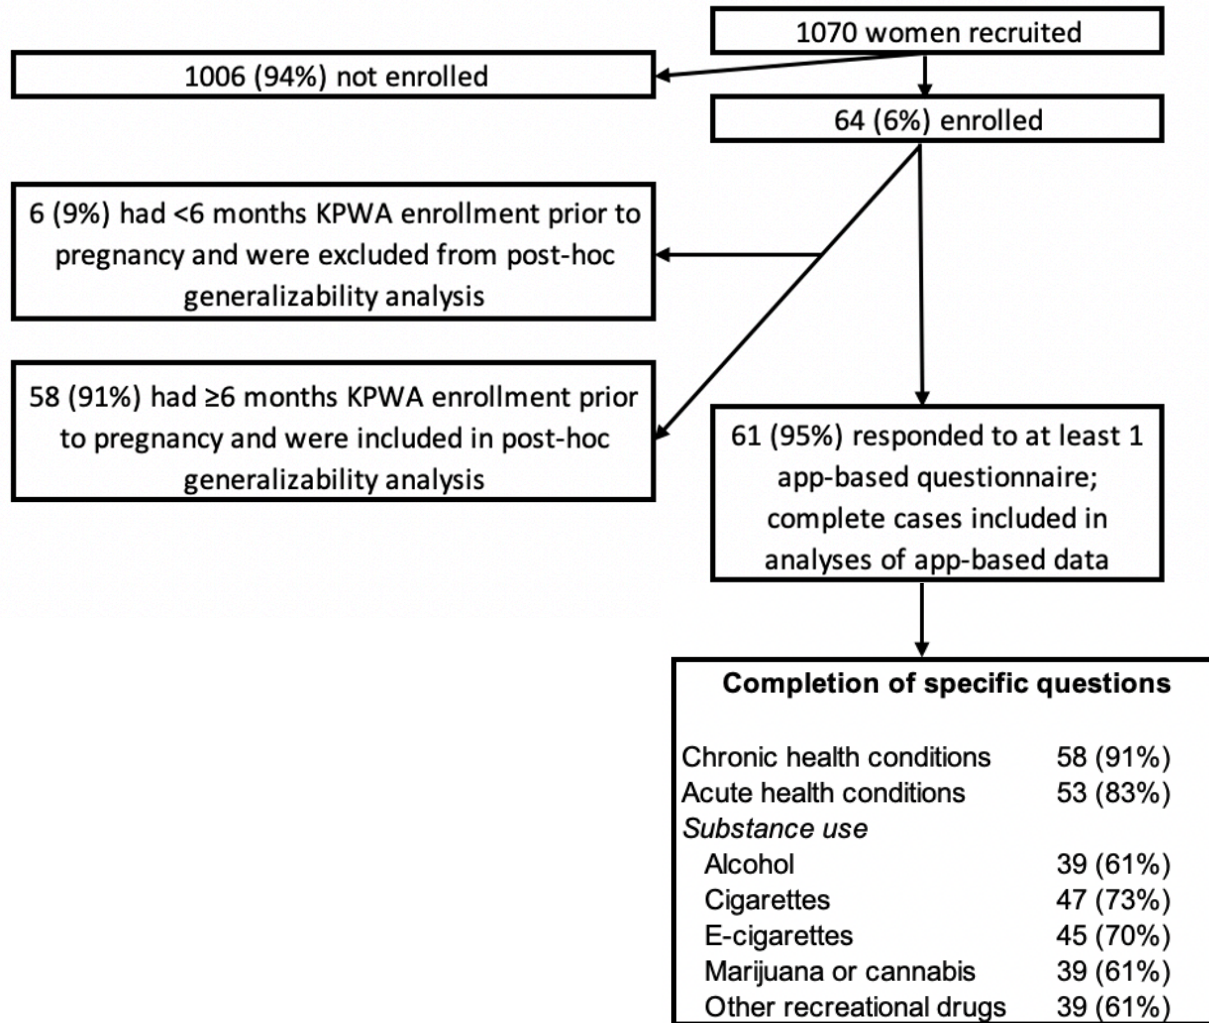 1070 women recruited
1006 (94%) not enrolled
64 (6%) enrolled
6 (9%) had <6 months KPWA enrollment prior to
pregnancy and were excluded from post-hoc
generalizability analysis
58 (91%) had ≥6 months KPWA enrollment prior
to pregnancy and were included in post-hoc
generalizability analysis
61 (95%) responded to at least 1
app-based questionnaire;
complete cases included in
analyses of app-based data
Completion of specific questions
Chronic health conditions 58 (91%)
Acute health conditions 53 (83%)
Substance use
Alcohol 39 (61%)
Cigarettes 47 (73%)
E-cigarettes 45 (70%)
Marijuana or cannabis 39 (61%)
Other recreational drugs 39 (61%)